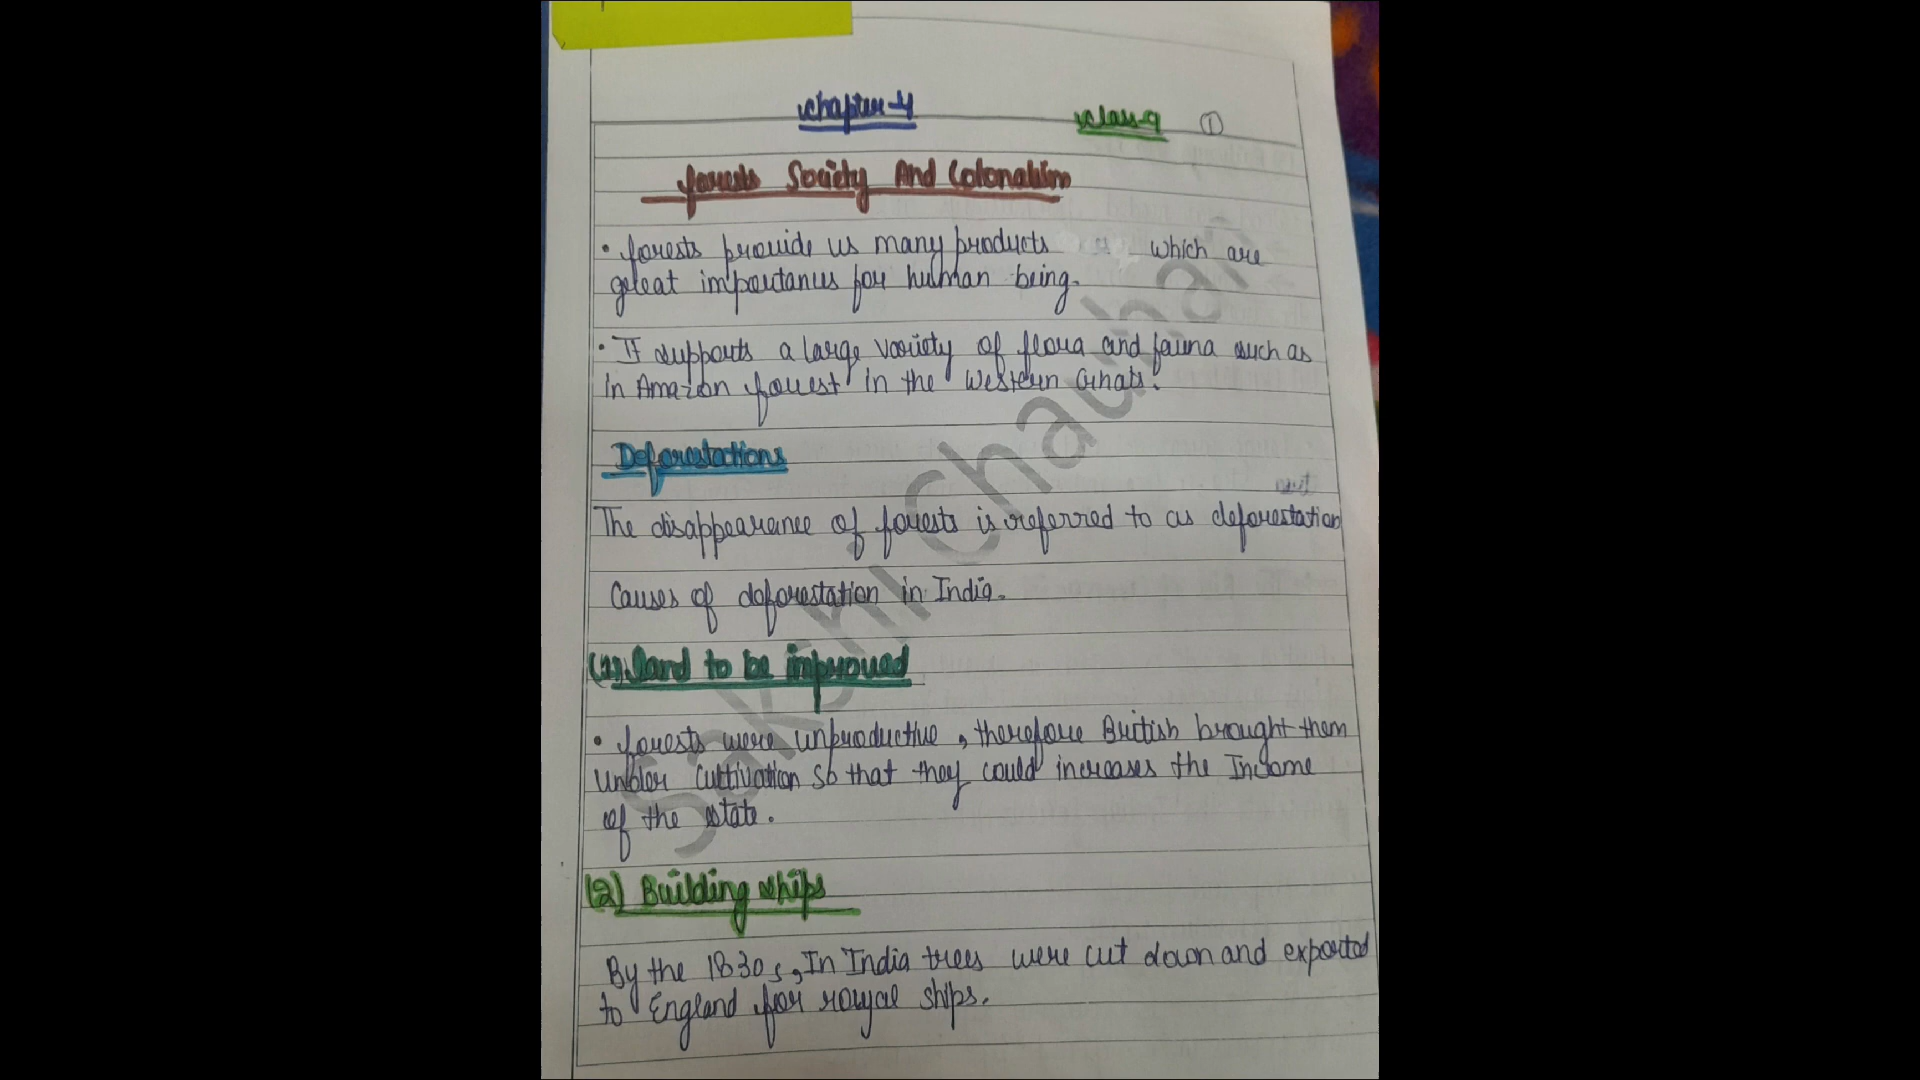 Chapter-4
Class-9 ①
forests Society And Colonalism
• forests provide us many products which are
great importances for human being.
• It supports a large variety of flora and fauna such as
in Amazon forest in the Western Ghats.
Deforestations
The disappearance of forests is referred to as deforestation
Causes of deforestation in India.
(1) land to be improved
• forests were unproductive, therefore British brought them
under cultivation so that they could increases the Income
of the state.
(2) Building ships
By the 1830s, In India trees were cut down and exported
to England for royal ships.
Sakshi Chauhan